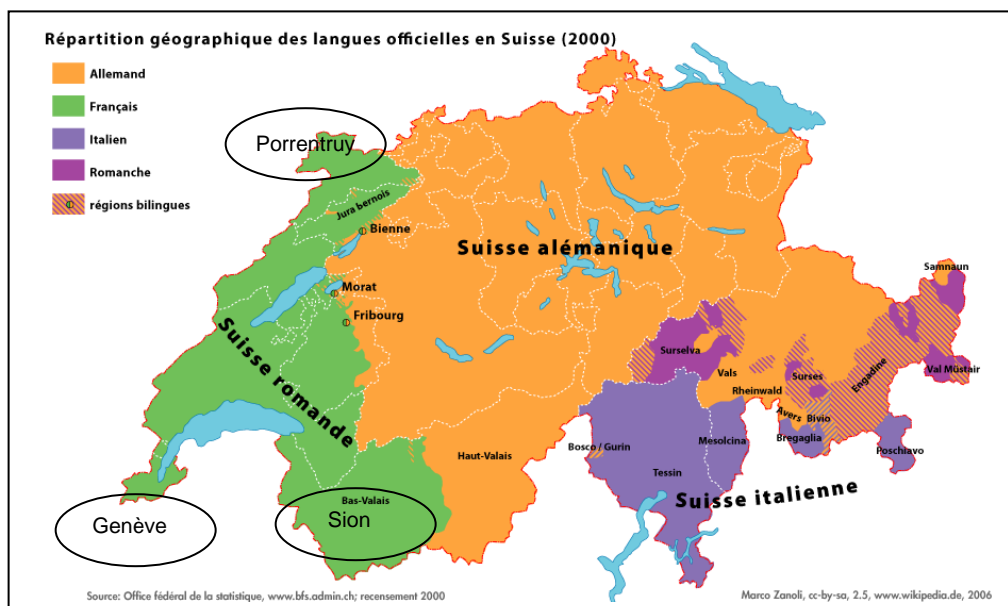 Répartition géographique des langues officielles en Suisse (2000)
Allemand
Français
Italien
Romanche
régions bilingues
Porrentruy
Jura bernois
Bienne
Suisse alémanique
Morat
Fribourg
Suisse romande
Samnaun
Surselva
Vals
Rheinwald
Surses
Engadine
Val Müstair
Avers
Bivio
Bregaglia
Poschiavo
Bosco / Gurin
Mesolcina
Haut-Valais
Tessin
Suisse italienne
Bas-Valais
Genève
Sion
Source: Office fédéral de la statistique, www.bfs.admin.ch; recensement 2000
Marco Zanoli, cc-by-sa, 2.5, www.wikipedia.de, 2006